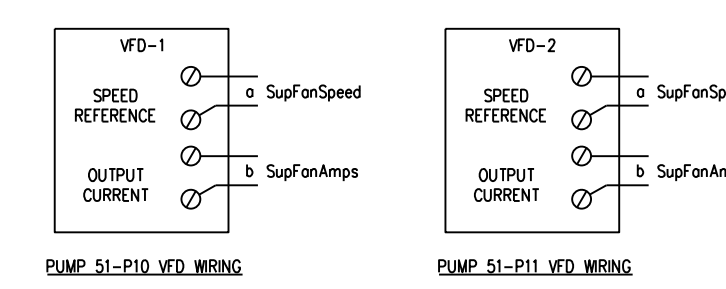 VFD-1
SPEED
REFERENCE
a SupFanSpeed
OUTPUT
CURRENT
b SupFanAmps
PUMP 51-P10 VFD WIRING
VFD-2
SPEED
REFERENCE
a SupFanSp
OUTPUT
CURRENT
b
PUMP 51-P11 VFD WIRING